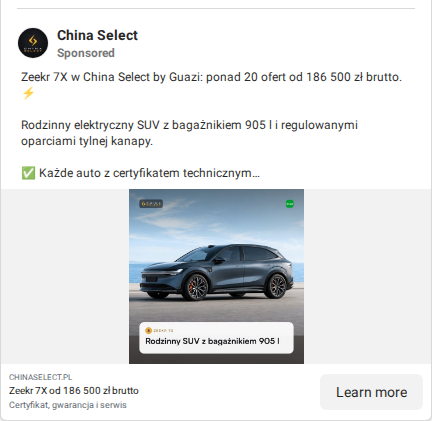 China Select
Sponsored
Zeekr 7X w China Select by Guazi: ponad 20 ofert od 186 500 zł brutto.
⚡
Rodzinny elektryczny SUV z bagażnikiem 905 l i regulowanymi
oparciami tylnej kanapy.
✅ Każde auto z certyfikatem technicznym…
ZEEKR 7X
Rodzinny SUV z bagażnikiem 905 l
CHINASELECT.PL
Zeekr 7X od 186 500 zł brutto
Certyfikat, gwarancja i serwis
Learn more